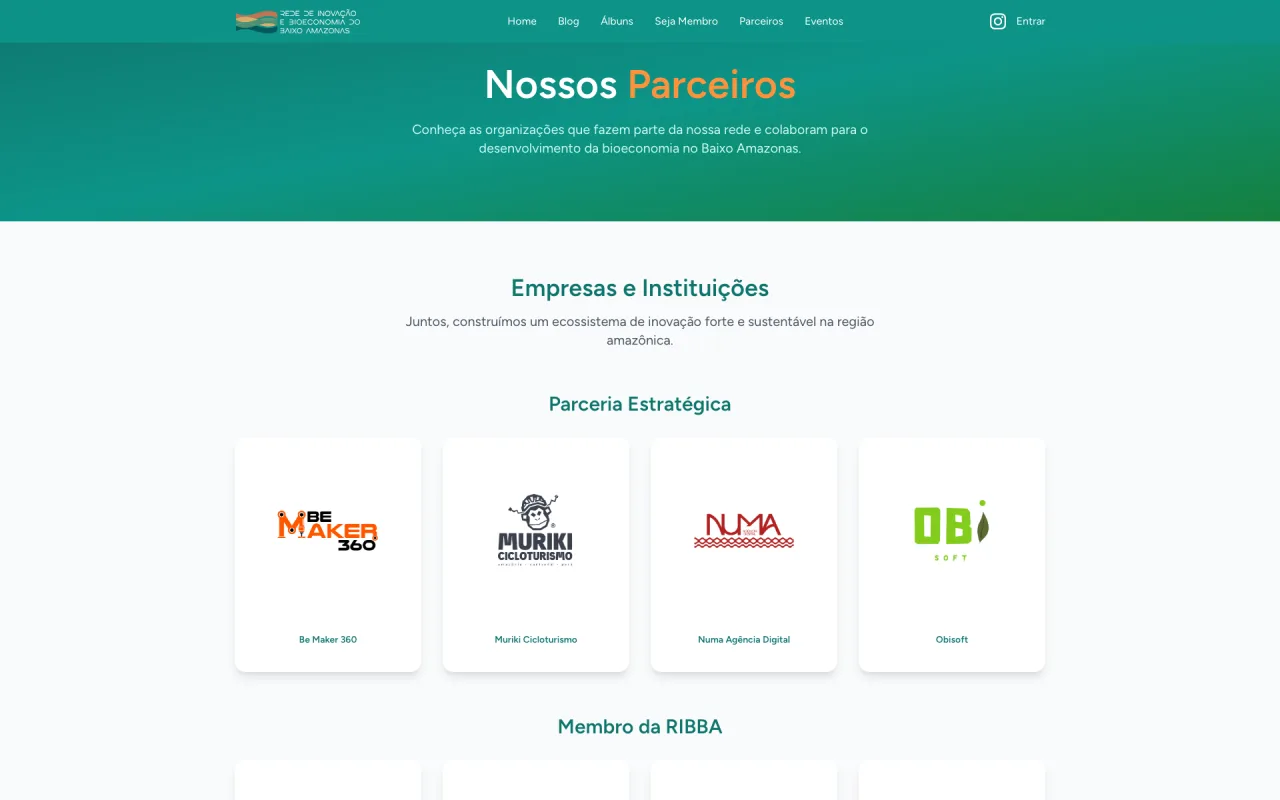 REDE DE INOVAÇÃO
E BIOECONOMIA DO
BAIXO AMAZONAS
Home
Blog
Álbuns
Seja Membro
Parceiros
Eventos
Entrar
Nossos Parceiros
Conheça as organizações que fazem parte da nossa rede e colaboram para o
desenvolvimento da bioeconomia no Baixo Amazonas.
Empresas e Instituições
Juntos, construímos um ecossistema de inovação forte e sustentável na região
amazônica.
Parceria Estratégica
BE
MAKER
360
MURIKI
CICLOTURISMO
NUMA
OBi
SOFT
Be Maker 360
Muriki Cicloturismo
Numa Agência Digital
Obisoft
Membro da RIBBA